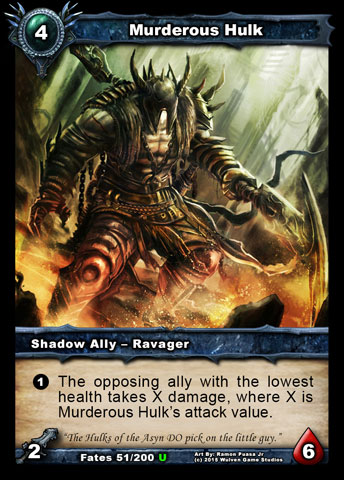 4
Murderous Hulk
Shadow Ally – Ravager
1 The opposing ally with the lowest
health takes X damage, where X is
Murderous Hulk's attack value.
"The Hulks of the Asyn DO pick on the little guy."
2
Fates 51/200 U
Art By: Ramon Puasa Jr
(c) 2015 Wulven Game Studios
6